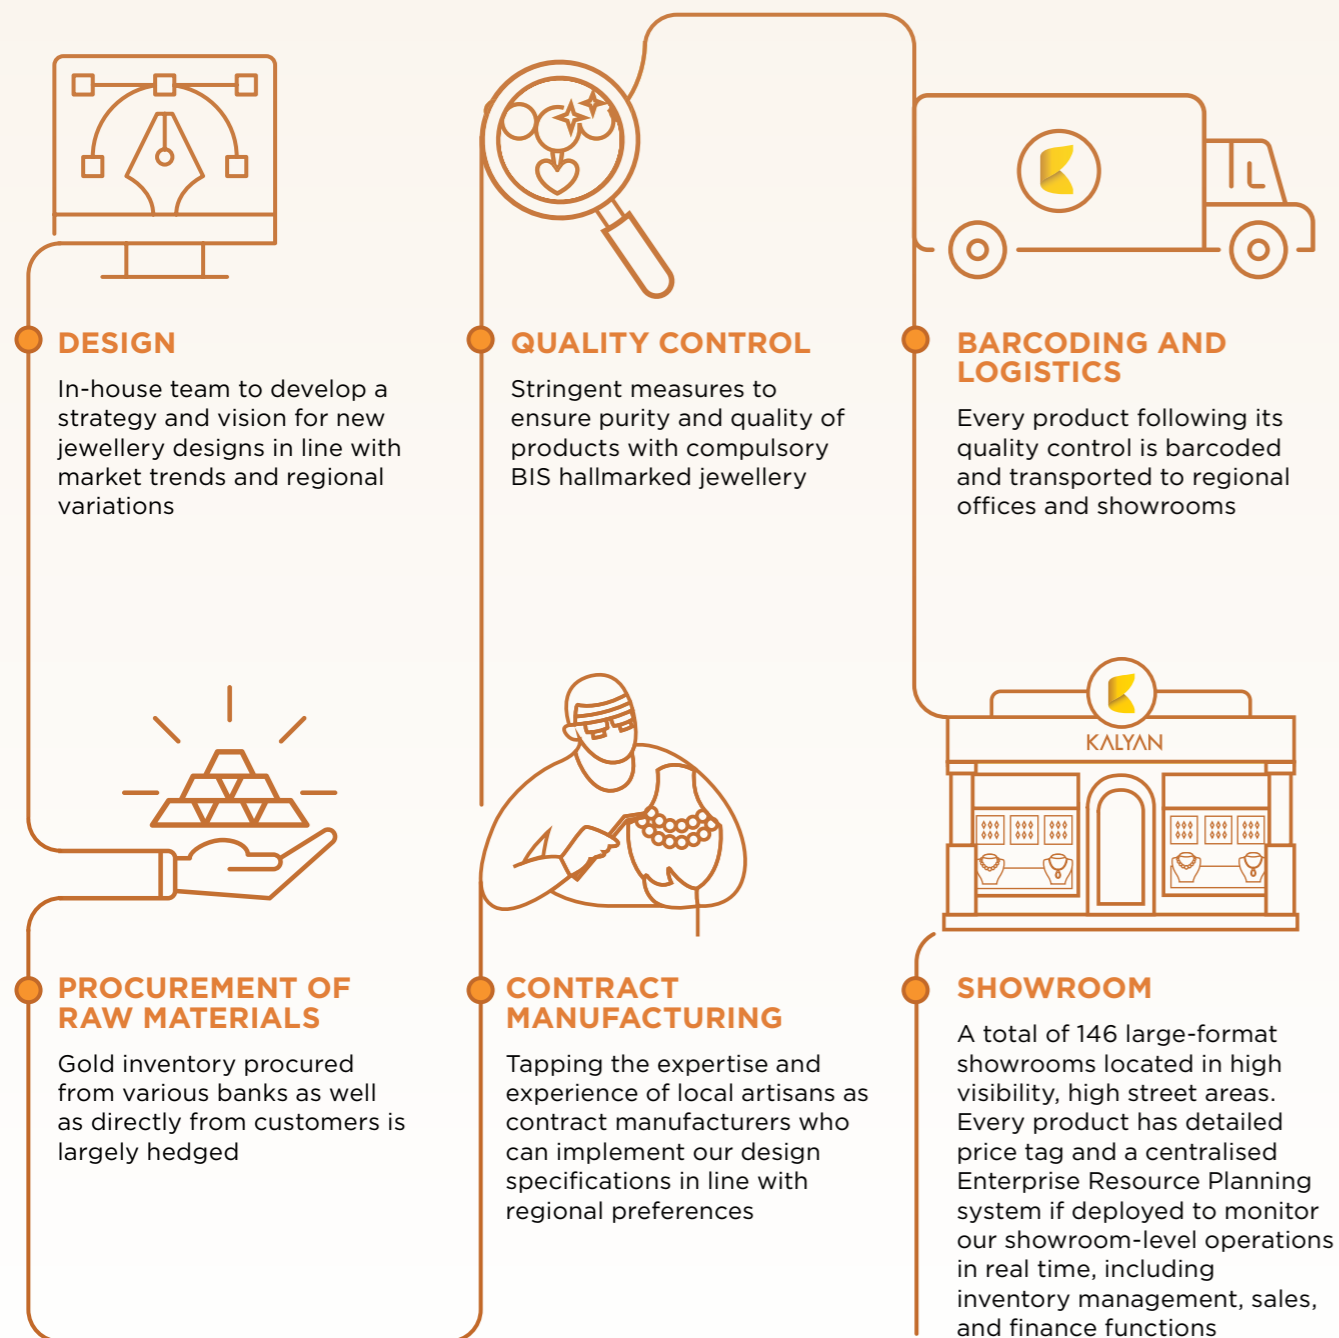 DESIGN
In-house team to develop a
strategy and vision for new
jewellery designs in line with
market trends and regional
variations
PROCUREMENT OF
RAW MATERIALS
Gold inventory procured
from various banks as well
as directly from customers is
largely hedged
CONTRACT
MANUFACTURING
Tapping the expertise and
experience of local artisans as
contract manufacturers who
can implement our design
specifications in line with
regional preferences
QUALITY CONTROL
Stringent measures to
ensure purity and quality of
products with compulsory
BIS hallmarked jewellery
BARCODING AND
LOGISTICS
Every product following its
quality control is barcoded
and transported to regional
offices and showrooms
KALYAN
SHOWROOM
A total of 146 large-format
showrooms located in high
visibility, high street areas.
Every product has detailed
price tag and a centralised
Enterprise Resource Planning
system if deployed to monitor
our showroom-level operations
in real time, including
inventory management, sales,
and finance functions